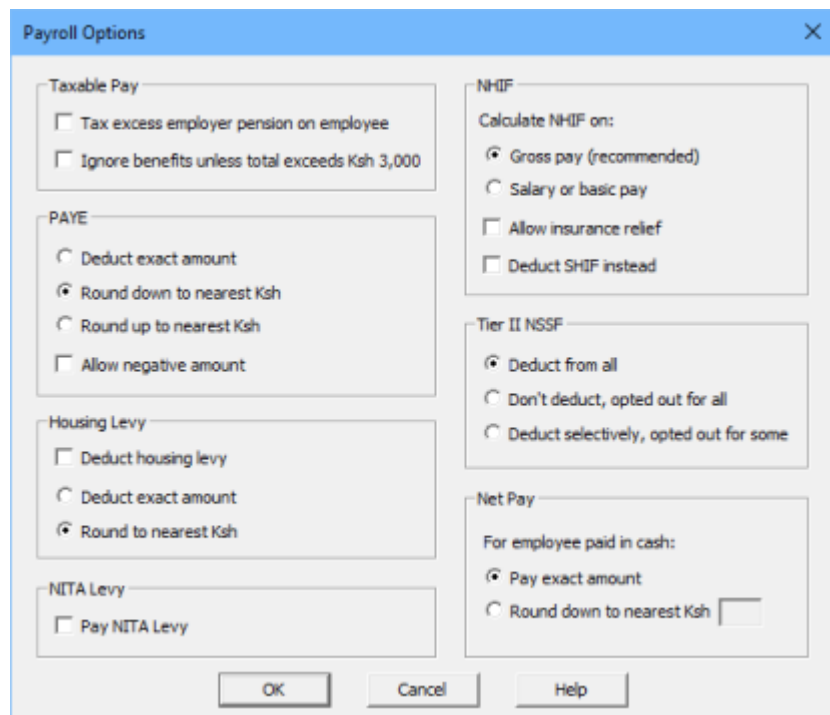 Payroll Options
Taxable Pay
Tax excess employer pension on employee
Ignore benefits unless total exceeds Ksh 3,000
PAYE
Deduct exact amount
Round down to nearest Ksh
Round up to nearest Ksh
Allow negative amount
Housing Levy
Deduct housing levy
Deduct exact amount
Round to nearest Ksh
NITA Levy
Pay NITA Levy
NHIF
Calculate NHIF on:
Gross pay (recommended)
Salary or basic pay
Allow insurance relief
Deduct SHIF instead
Tier II NSSF
Deduct from all
Don't deduct, opted out for all
Deduct selectively, opted out for some
Net Pay
For employee paid in cash:
Pay exact amount
Round down to nearest Ksh
OK
Cancel
Help